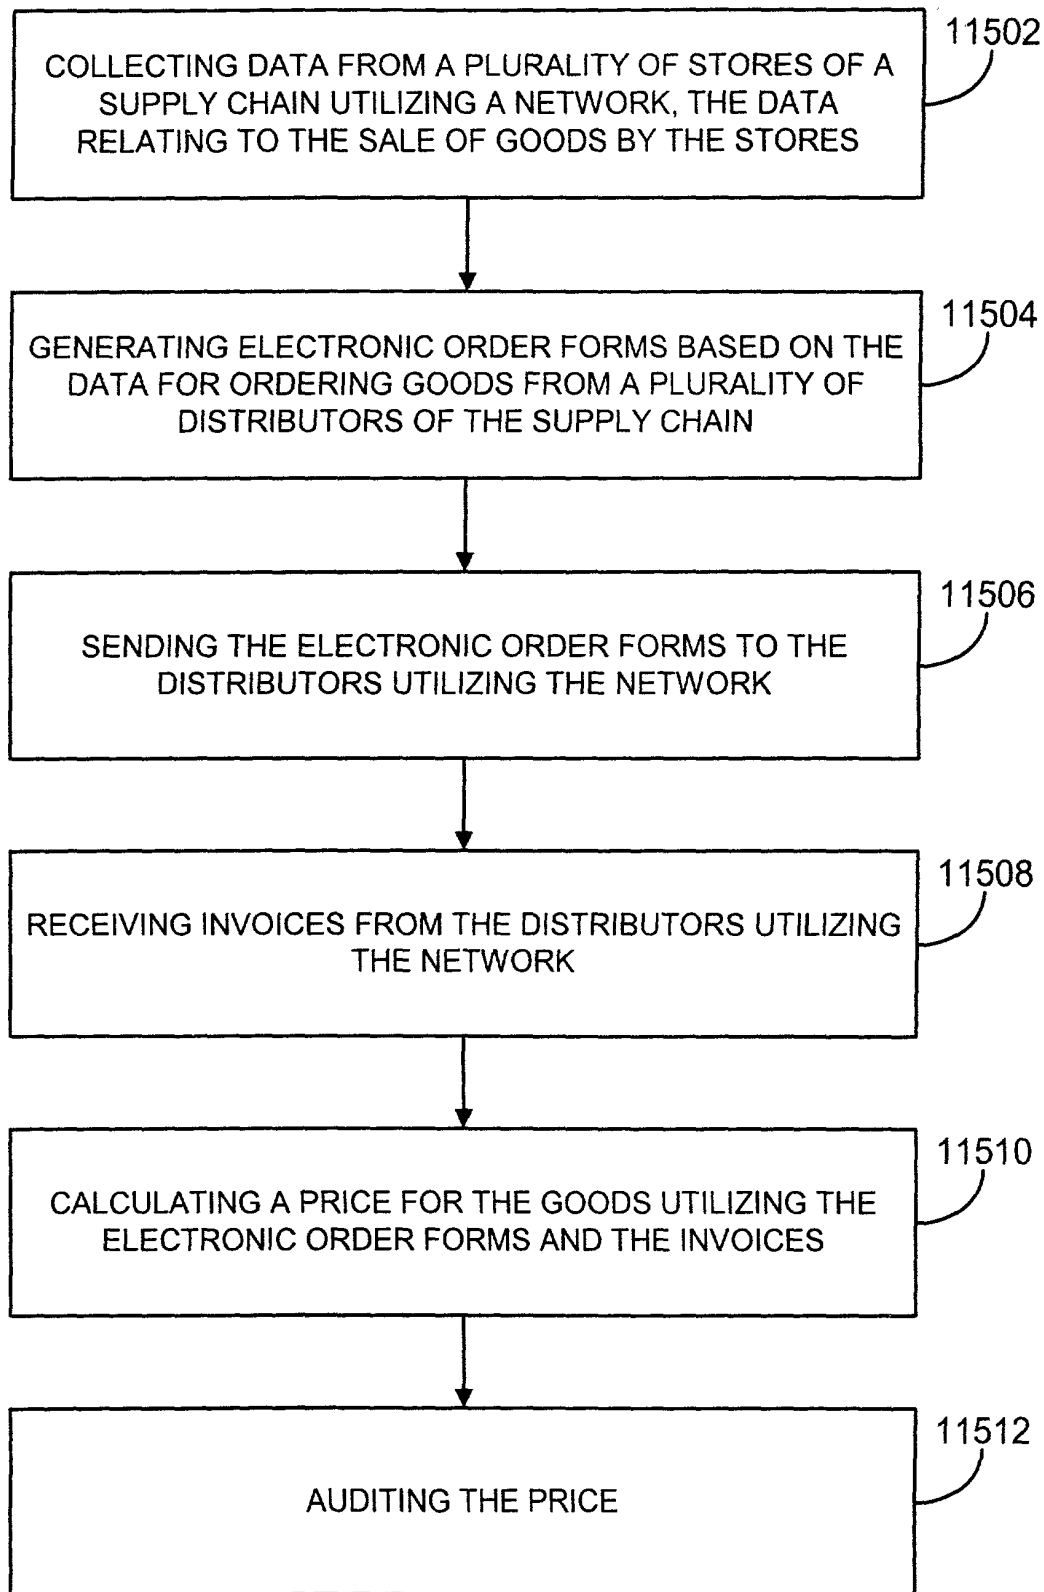 11502
COLLECTING DATA FROM A PLURALITY OF STORES OF A
SUPPLY CHAIN UTILIZING A NETWORK, THE DATA
RELATING TO THE SALE OF GOODS BY THE STORES
11504
GENERATING ELECTRONIC ORDER FORMS BASED ON THE
DATA FOR ORDERING GOODS FROM A PLURALITY OF
DISTRIBUTORS OF THE SUPPLY CHAIN
11506
SENDING THE ELECTRONIC ORDER FORMS TO THE
DISTRIBUTORS UTILIZING THE NETWORK
11508
RECEIVING INVOICES FROM THE DISTRIBUTORS UTILIZING
THE NETWORK
11510
CALCULATING A PRICE FOR THE GOODS UTILIZING THE
ELECTRONIC ORDER FORMS AND THE INVOICES
11512
AUDITING THE PRICE